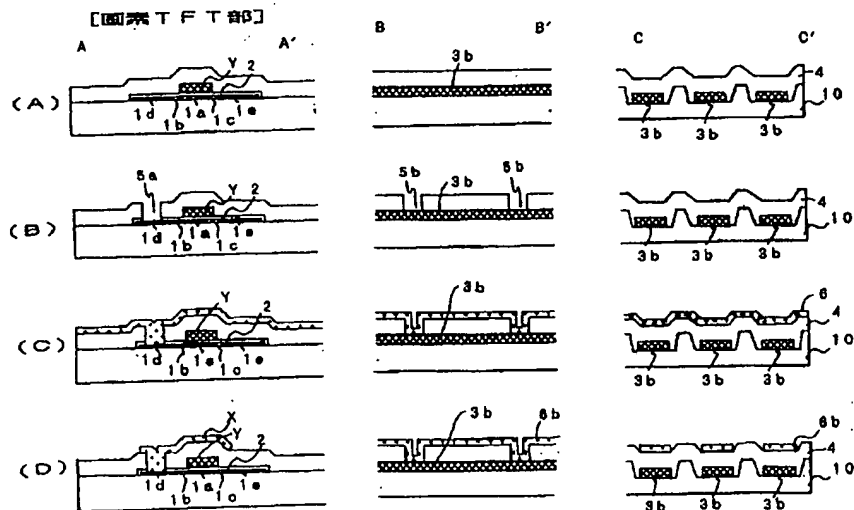 [画素TFT部]
A A' B B' C C'
(A) Y 2 1d 1b 1a 1c 1e 3b 4 10 3b 3b 3b
(B) 5a Y 2 1d 1b 1a 1c 1e 5b 3b 5b 4 10 3b 3b 3b
(C) Y 2 1d 1b 1a 1c 1e 3b 6 4 10 3b 3b 3b
(D) X Y 2 1d 1b 1a 1c 1e 3b 6b 6b 4 10 3b 3b 3b